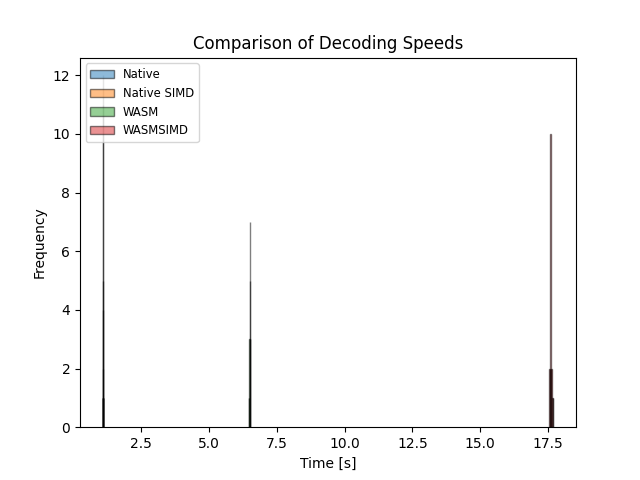 Comparison of Decoding Speeds
Native
Native SIMD
WASM
WASMSIMD
12
10
8
6
4
2
0
Frequency
2.5 5.0 7.5 10.0 12.5 15.0 17.5
Time [s]